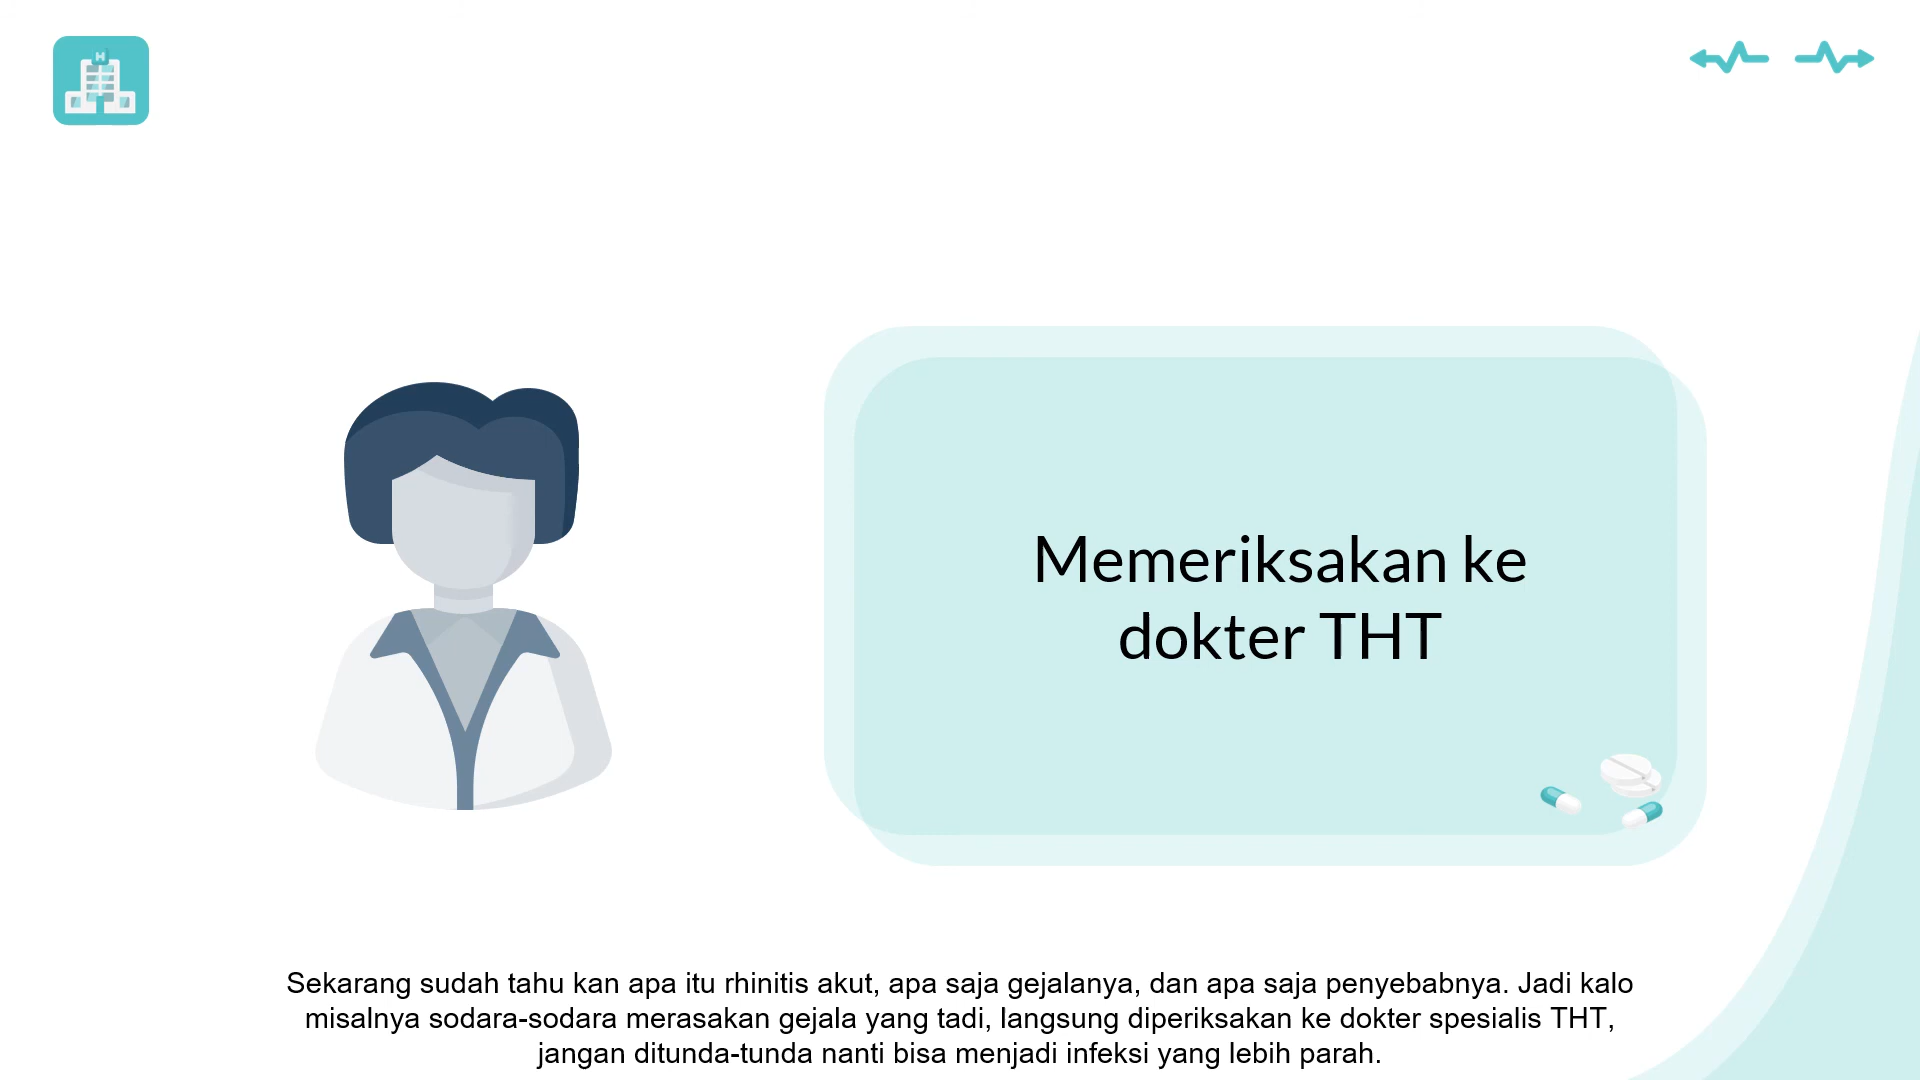 H
Memeriksakan ke
dokter THT
Sekarang sudah tahu kan apa itu rhinitis akut, apa saja gejalanya, dan apa saja penyebabnya. Jadi kalo
misalnya sodara-sodara merasakan gejala yang tadi, langsung diperiksakan ke dokter spesialis THT,
jangan ditunda-tunda nanti bisa menjadi infeksi yang lebih parah.